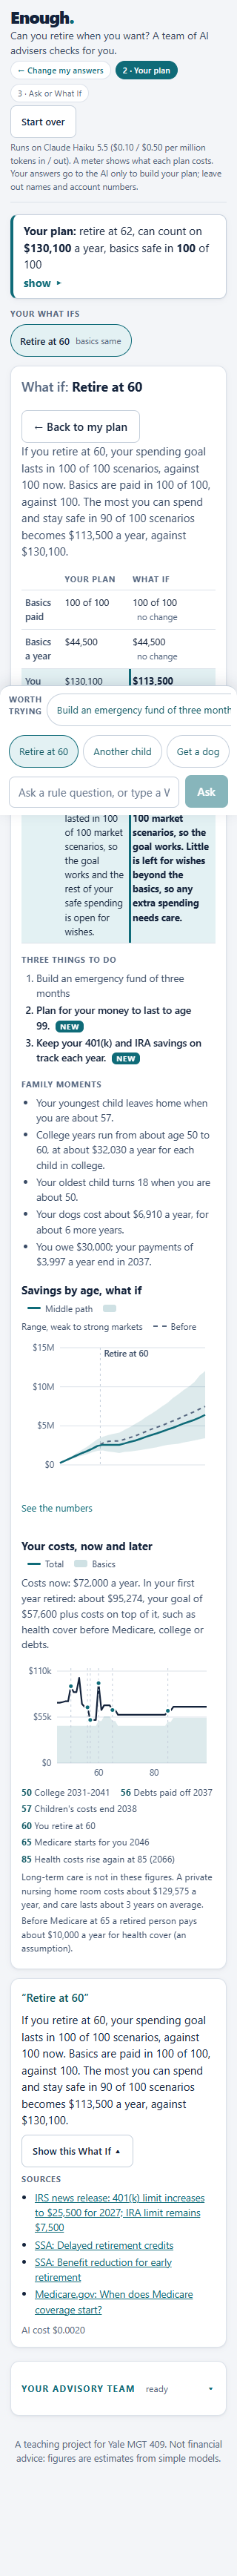 Enough.
Can you retire when you want? A team of AI
advisers checks for you.
← Change my answers
2 · Your plan
3 · Ask or What If
Start over
Runs on Claude Haiku 5.5 ($0.10 / $0.50 per million
tokens in / out). A meter shows what each plan costs.
Your answers go to the AI only to build your plan; leave
out names and account numbers.
Your plan: retire at 62, can count on
$130,100 a year, basics safe in 100 of
100
show ▸
YOUR WHAT IFS
Retire at 60 basics same
What if: Retire at 60
← Back to my plan
If you retire at 60, your spending goal
lasts in 100 of 100 scenarios, against
100 now. Basics are paid in 100 of 100,
against 100. The most you can spend
and stay safe in 90 of 100 scenarios
becomes $113,500 a year, against
$130,100.
YOUR PLAN WHAT IF
Basics paid 100 of 100 100 of 100 no change
Basics a year $44,500 $44,500 no change
You $130,100 $113,500
WORTH TRYING
Build an emergency fund of three month
Retire at 60
Another child
Get a dog
Ask a rule question, or type a W
Ask
lasted in 100
of 100 market
scenarios, so
the goal
works and the
rest of your
safe spending
is open for
wishes.
100 market
scenarios, so the
goal works. Little
is left for wishes
beyond the
basics, so any
extra spending
needs care.
THREE THINGS TO DO
1. Build an emergency fund of three
months
2. Plan for your money to last to age
99. NEW
3. Keep your 401(k) and IRA savings on
track each year. NEW
FAMILY MOMENTS
• Your youngest child leaves home when
you are about 57.
• College years run from about age 50 to
60, at about $32,030 a year for each
child in college.
• Your oldest child turns 18 when you are
about 50.
• Your dogs cost about $6,910 a year, for
about 6 more years.
• You owe $30,000; your payments of
$3,997 a year end in 2037.
Savings by age, what if
Middle path
Range, weak to strong markets
Before
$15M
Retire at 60
$10M
$5M
$0
See the numbers
Your costs, now and later
Total
Basics
Costs now: $72,000 a year. In your first
year retired: about $95,274, your goal of
$57,600 plus costs on top of it, such as
health cover before Medicare, college or
debts.
$110k
$55k
$0
60 80
50 College 2031-2041 56 Debts paid off 2037
57 Children's costs end 2038
60 You retire at 60
65 Medicare starts for you 2046
85 Health costs rise again at 85 (2066)
Long-term care is not in these figures. A private
nursing home room costs about $129,575 a
year, and care lasts about 3 years on average.
Before Medicare at 65 a retired person pays
about $10,000 a year for health cover (an
assumption).
“Retire at 60”
If you retire at 60, your spending goal
lasts in 100 of 100 scenarios, against
100 now. Basics are paid in 100 of 100,
against 100. The most you can spend
and stay safe in 90 of 100 scenarios
becomes $113,500 a year, against
$130,100.
Show this What If ▴
SOURCES
• IRS news release: 401(k) limit increases
to $25,500 for 2027; IRA limit remains
$7,500
• SSA: Delayed retirement credits
• SSA: Benefit reduction for early
retirement
• Medicare.gov: When does Medicare
coverage start?
AI cost $0.0020
YOUR ADVISORY TEAM ready
A teaching project for Yale MGT 409. Not financial
advice: figures are estimates from simple models.